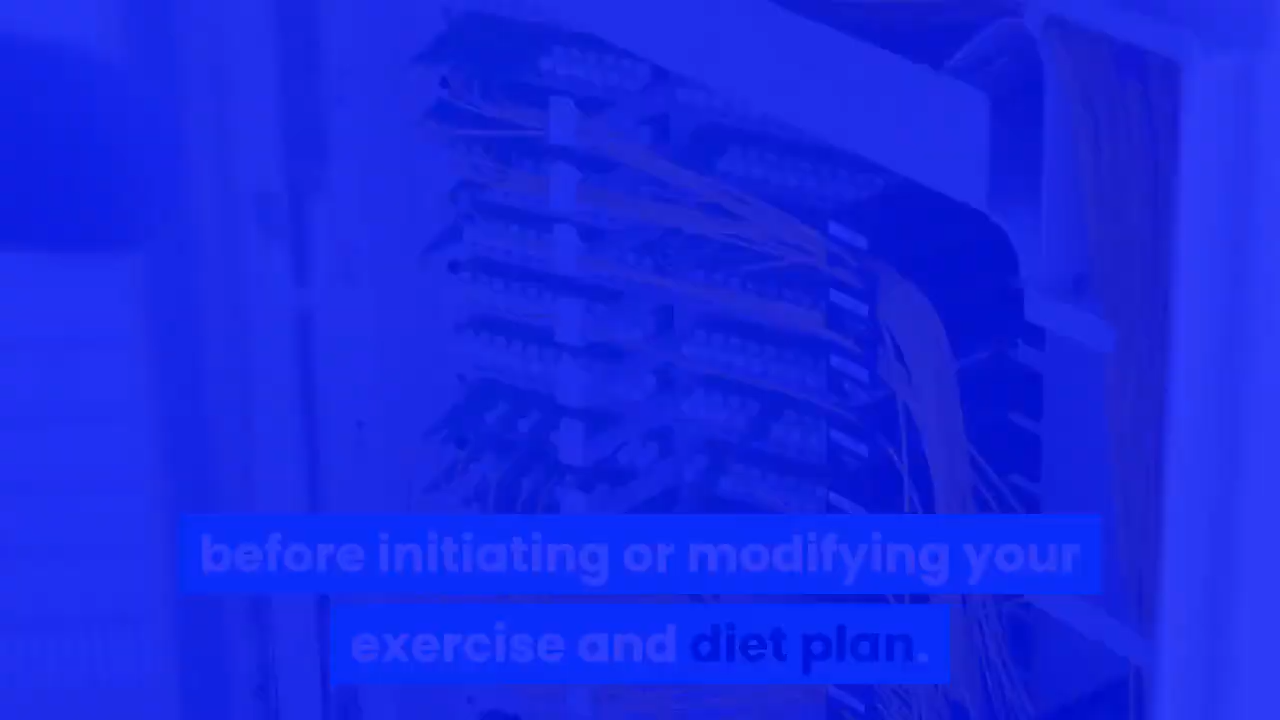 before initiating or modifying your
exercise and diet plan.